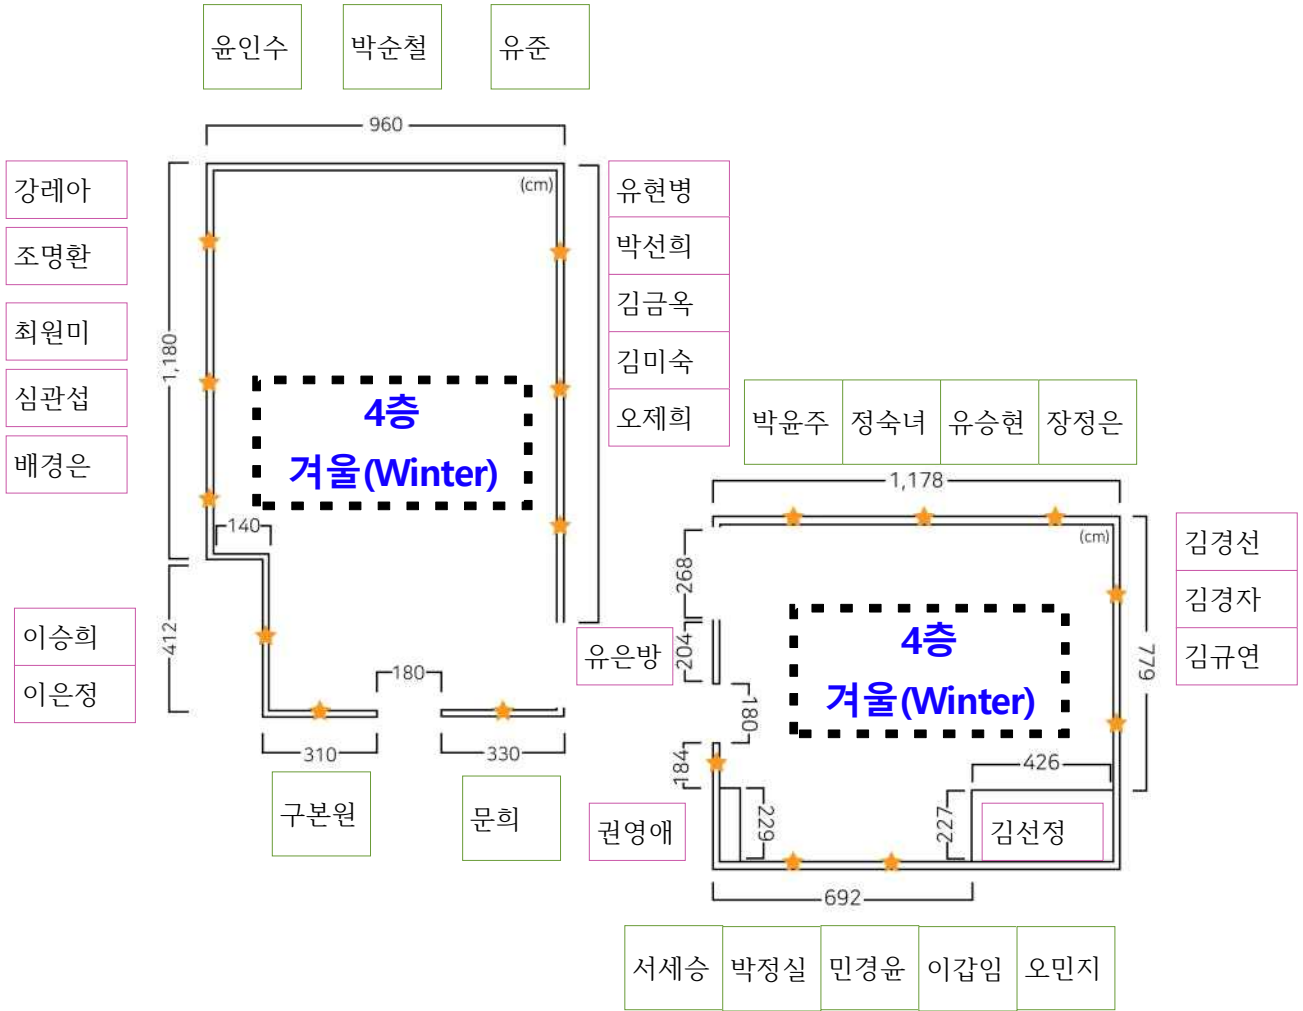 윤인수
박순철
유준
960
(cm)
강레아
조명환
최원미
심관섭
배경은
1,180
유현병
박선희
김금옥
김미숙
오제희
4층
겨울(Winter)
140
412
이승희
이은정
180
310
330
구본원
문희
박윤주
정숙녀
유승현
장정은
1,178
(cm)
268
204
유은방
180
184
4층
겨울(Winter)
779
김경선
김경자
김규연
426
229
227
권영애
김선정
692
서세승
박정실
민경윤
이갑임
오민지